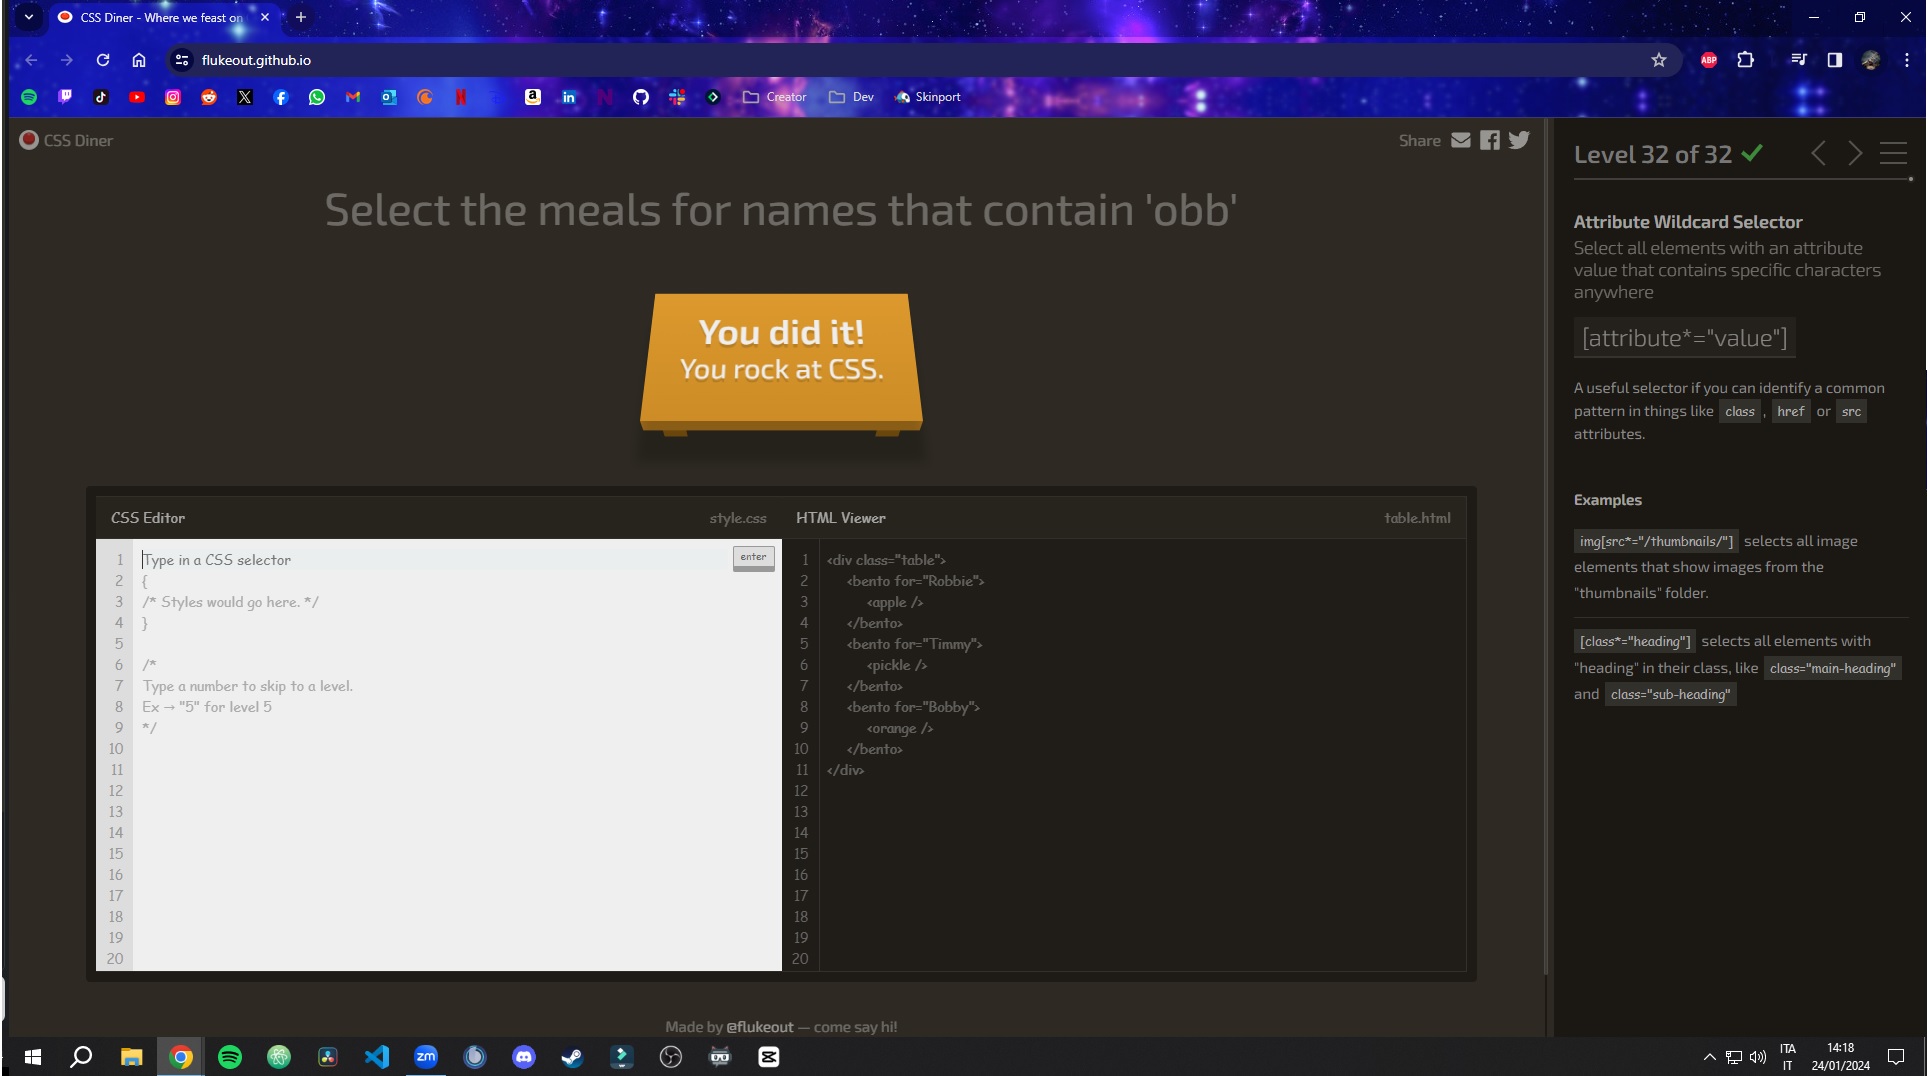 CSS Diner - Where we feast on
flukeout.github.io
ABP
Creator
Dev
Skinport
CSS Diner
Share
Select the meals for names that contain 'obb'
You did it!
You rock at CSS.
CSS Editor
style.css
1 Type in a CSS selector
enter
2 {
3 /* Styles would go here. */
4 }
5
6 /*
7 Type a number to skip to a level.
8 Ex → "5" for level 5
9 */
10
11
12
13
14
15
16
17
18
19
20
HTML Viewer
table.html
1 <div class="table">
2 <bento for="Robbie">
3 <apple />
4 </bento>
5 <bento for="Timmy">
6 <pickle />
7 </bento>
8 <bento for="Bobby">
9 <orange />
10 </bento>
11 </div>
12
13
14
15
16
17
18
19
20
Made by @flukeout — come say hi!
Level 32 of 32
Attribute Wildcard Selector
Select all elements with an attribute
value that contains specific characters
anywhere
[attribute*="value"]
A useful selector if you can identify a common
pattern in things like class , href or src
attributes.
Examples
img[src*="/thumbnails/"] selects all image
elements that show images from the
"thumbnails" folder.
[class*="heading"] selects all elements with
"heading" in their class, like class="main-heading"
and class="sub-heading"
zm
ITA
IT
14:18
24/01/2024